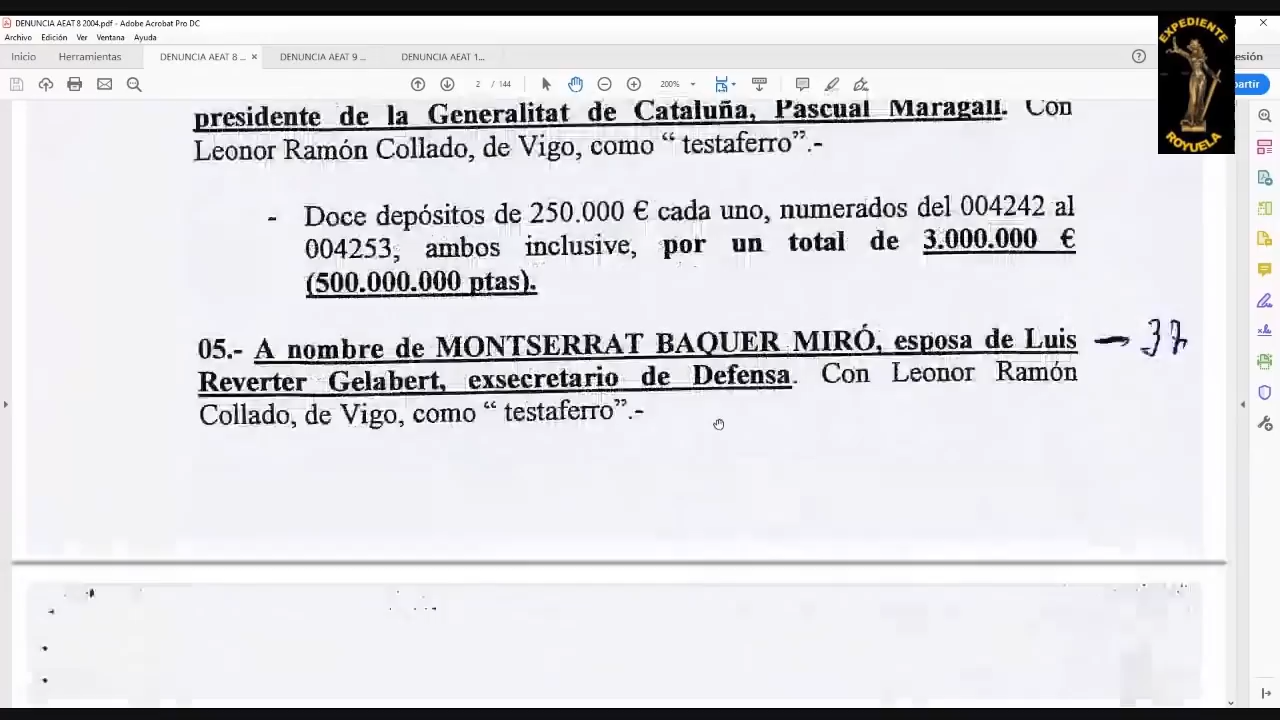 DENUNCIA AEAT 8 2004.pdf - Adobe Acrobat Pro DC
Archivo Edición Ver Ventana Ayuda
Inicio Herramientas DENUNCIA AEAT 8 ... × DENUNCIA AEAT 9 ... DENUNCIA AEAT 1... esión
2 / 144 200% partir
EXPEDIENTE
ROYUELA
presidente de la Generalitat de Cataluña, Pascual Maragall. Con
Leonor Ramón Collado, de Vigo, como “ testaferro”.-
- Doce depósitos de 250.000 € cada uno, numerados del 004242 al
004253, ambos inclusive, por un total de 3.000.000 €
(500.000.000 ptas).
05.- A nombre de MONTSERRAT BAQUER MIRÓ, esposa de Luis — 37
Reverter Gelabert, exsecretario de Defensa. Con Leonor Ramón
Collado, de Vigo, como “ testaferro”.-